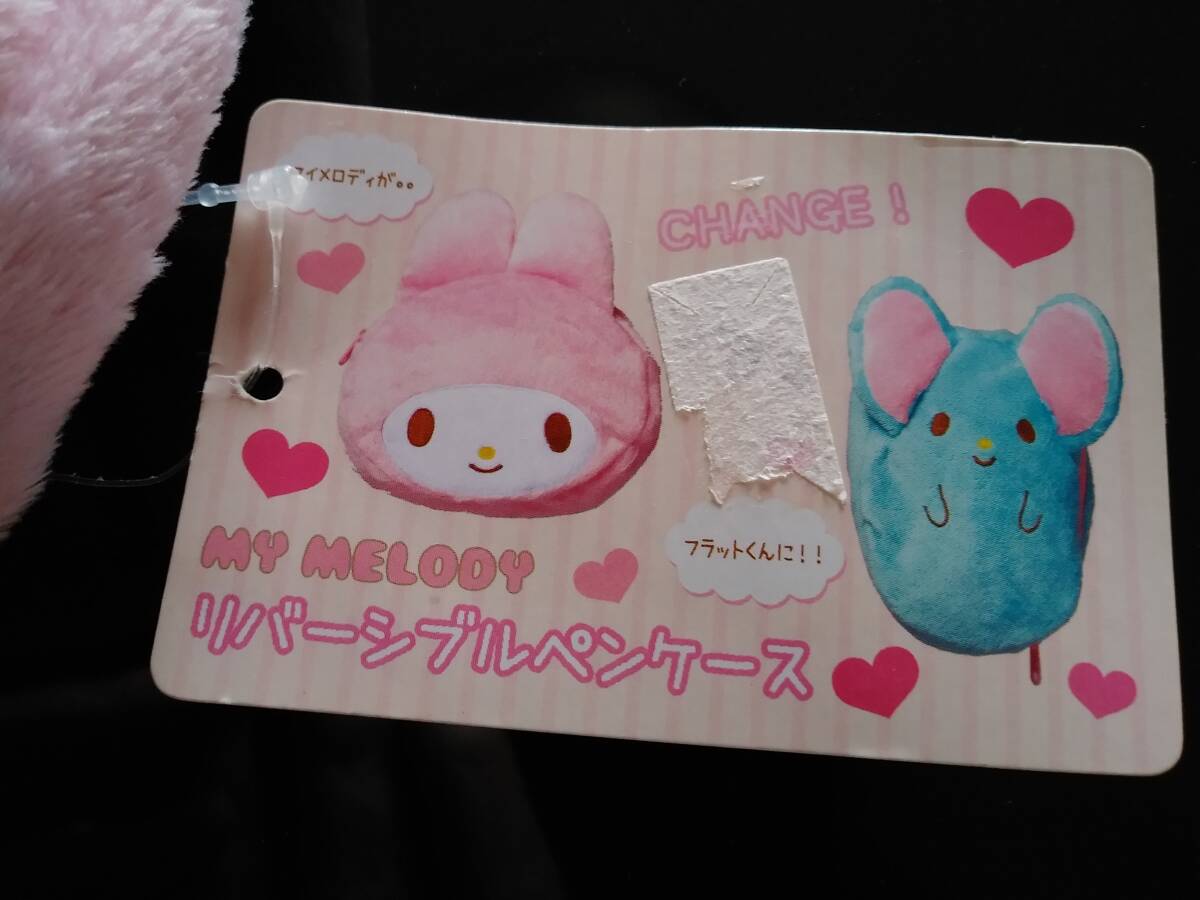 マイメロディが。。
CHANGE!
フラットくんに!!
MY MELODY
リバーシブルペンケース